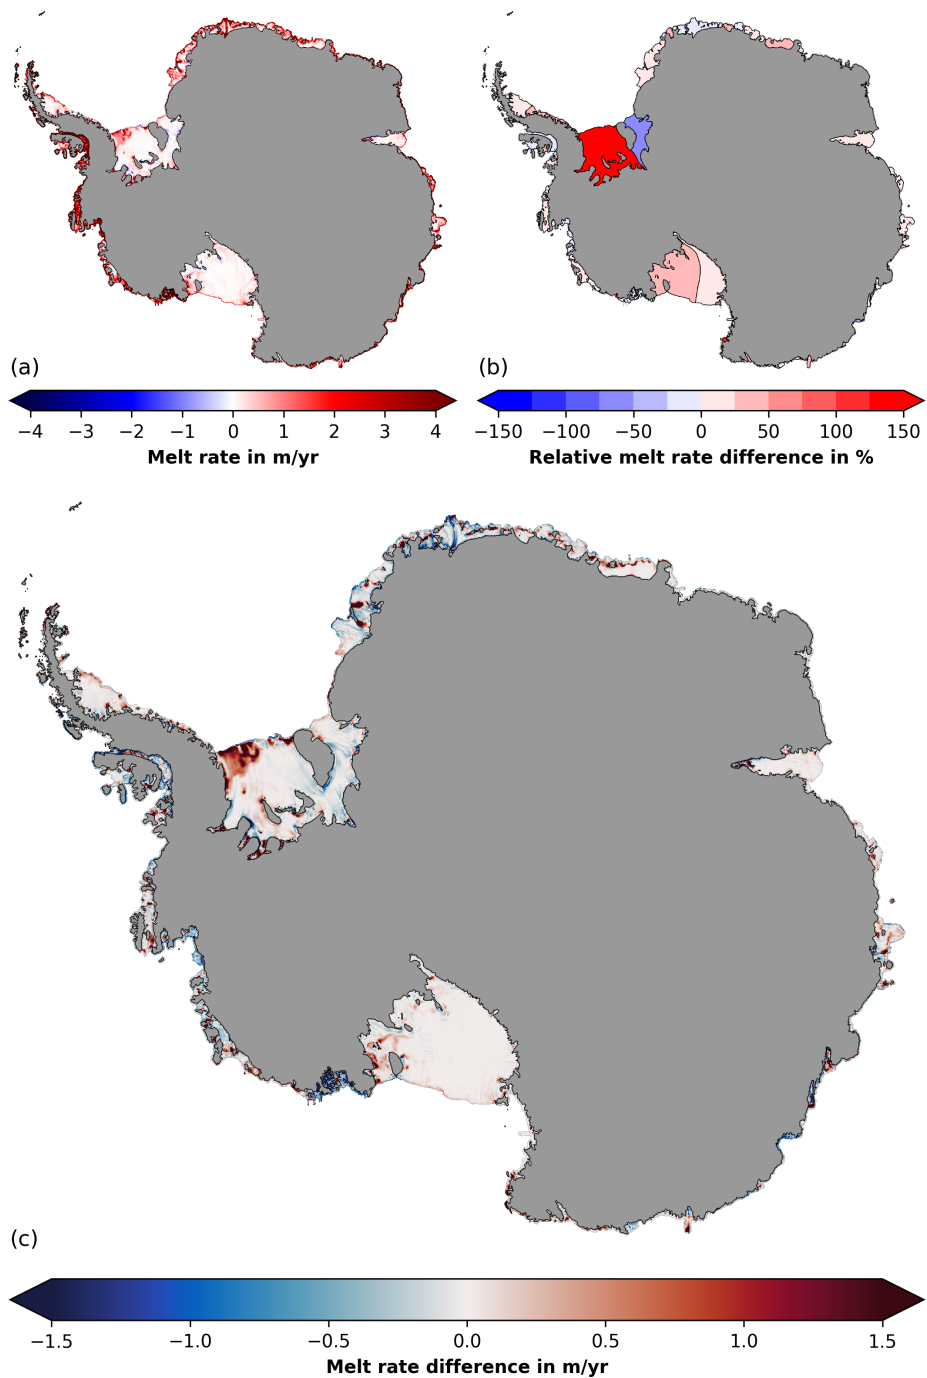 (a)
(b)
−4 −3 −2 −1 0 1 2 3 4
Melt rate in m/yr
−150 −100 −50 0 50 100 150
Relative melt rate difference in %
(c)
−1.5 −1.0 −0.5 0.0 0.5 1.0 1.5
Melt rate difference in m/yr